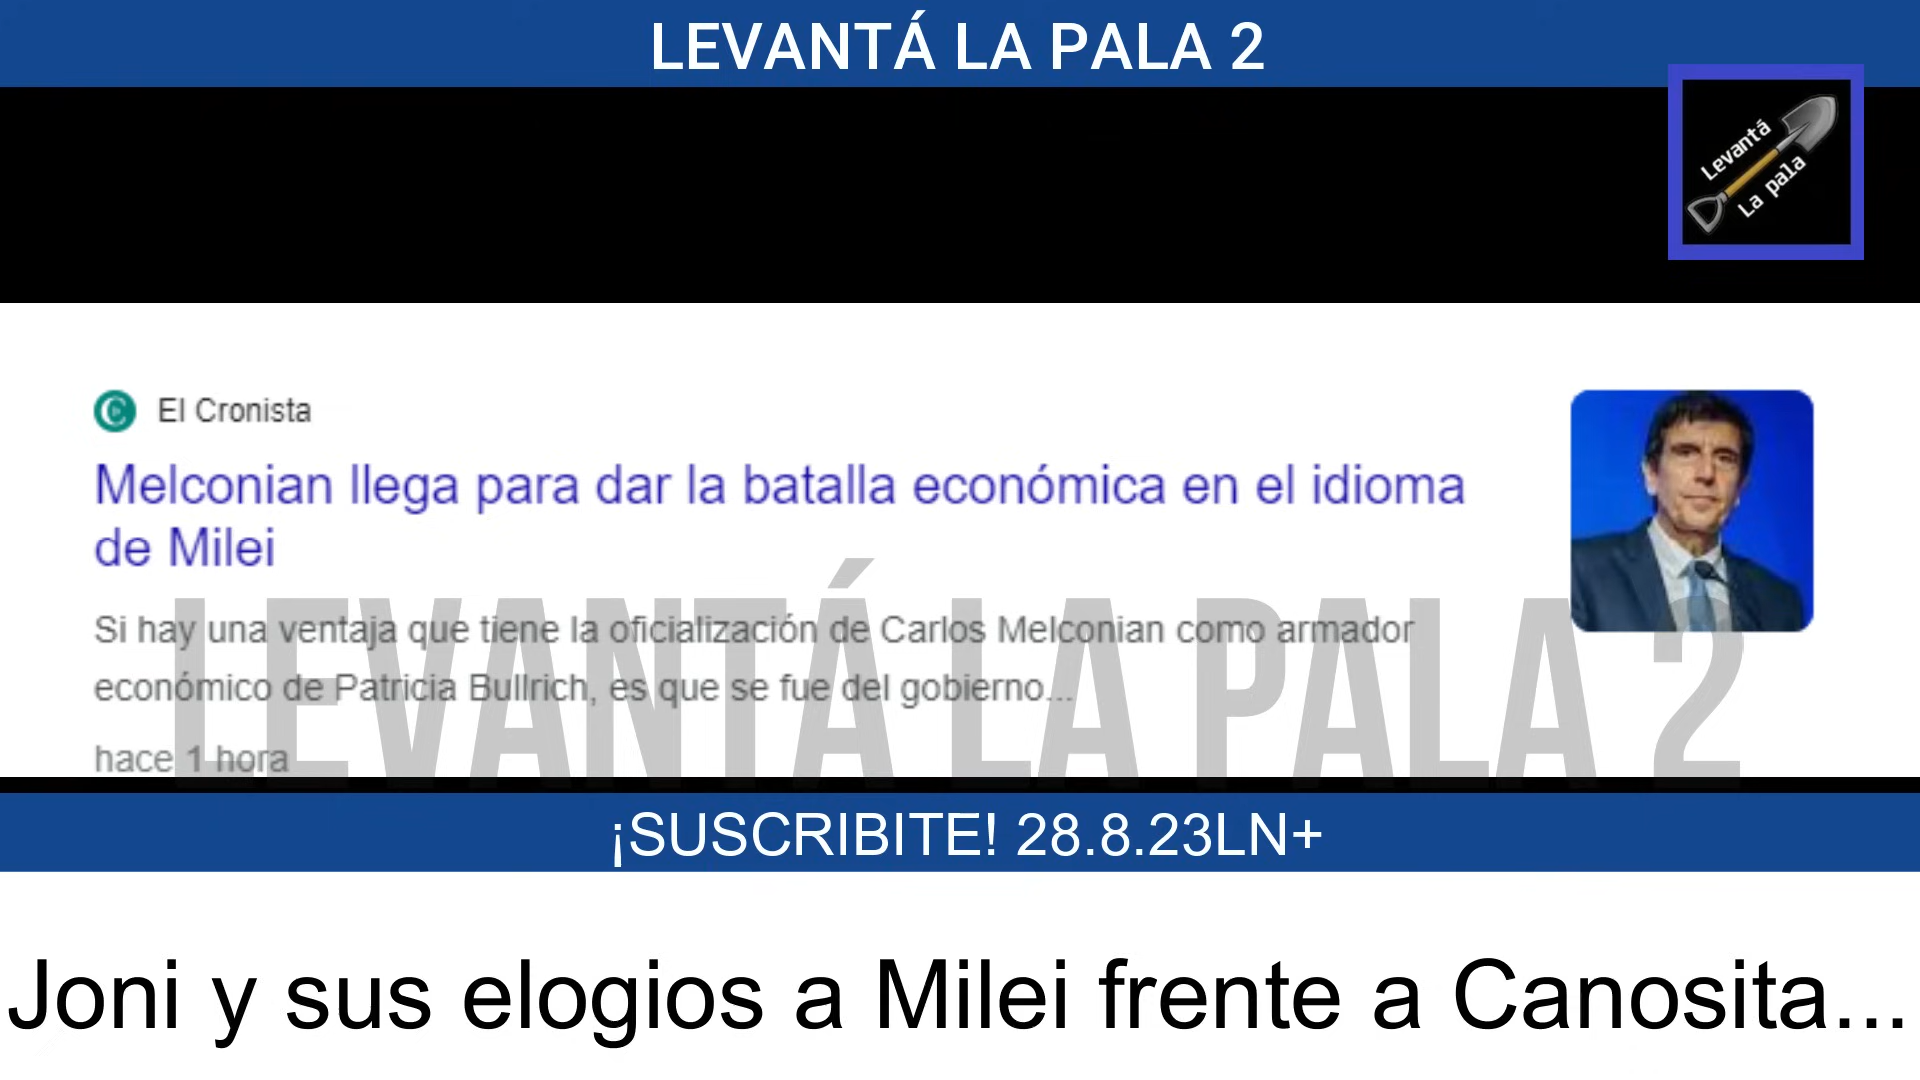 LEVANTÁ LA PALA 2
Levantá
La pala
El Cronista
Melconian llega para dar la batalla económica en el idioma
de Milei
Si hay una ventaja que tiene la oficialización de Carlos Melconian como armador
económico de Patricia Bullrich, es que se fue del gobierno...
hace 1 hora
LEVANTÁ LA PALA 2
¡SUSCRIBITE! 28.8.23LN+
Joni y sus elogios a Milei frente a Canosita...